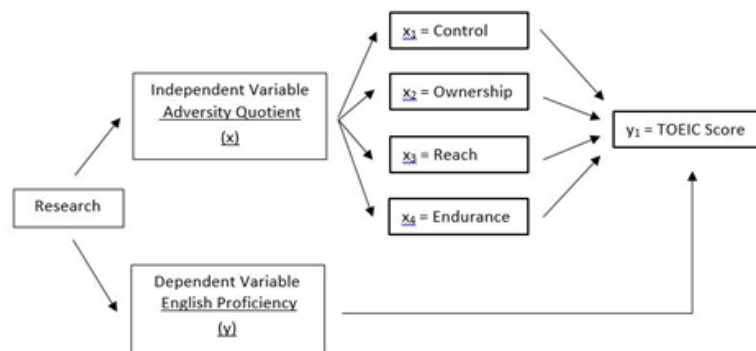 x₁ = Control
Independent Variable
Adversity Quotient
(x)
x₂ = Ownership
y₁ = TOEIC Score
x₃ = Reach
Research
x₄ = Endurance
Dependent Variable
English Proficiency
(y)